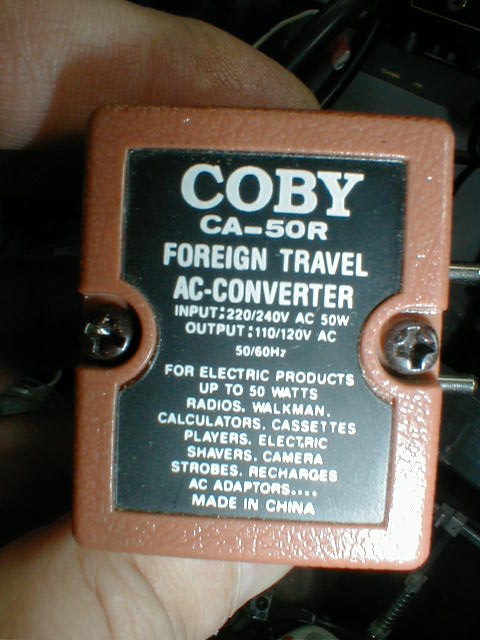 COBY
CA-50R
FOREIGN TRAVEL
AC-CONVERTER
INPUT:220/240V AC 50W
OUTPUT:110/120V AC
50/60Hz
FOR ELECTRIC PRODUCTS
UP TO 50 WATTS
RADIOS. WALKMAN.
CALCULATORS. CASSETTES
PLAYERS. ELECTRIC
SHAVERS. CAMERA
STROBES. RECHARGES
AC ADAPTORS....
MADE IN CHINA